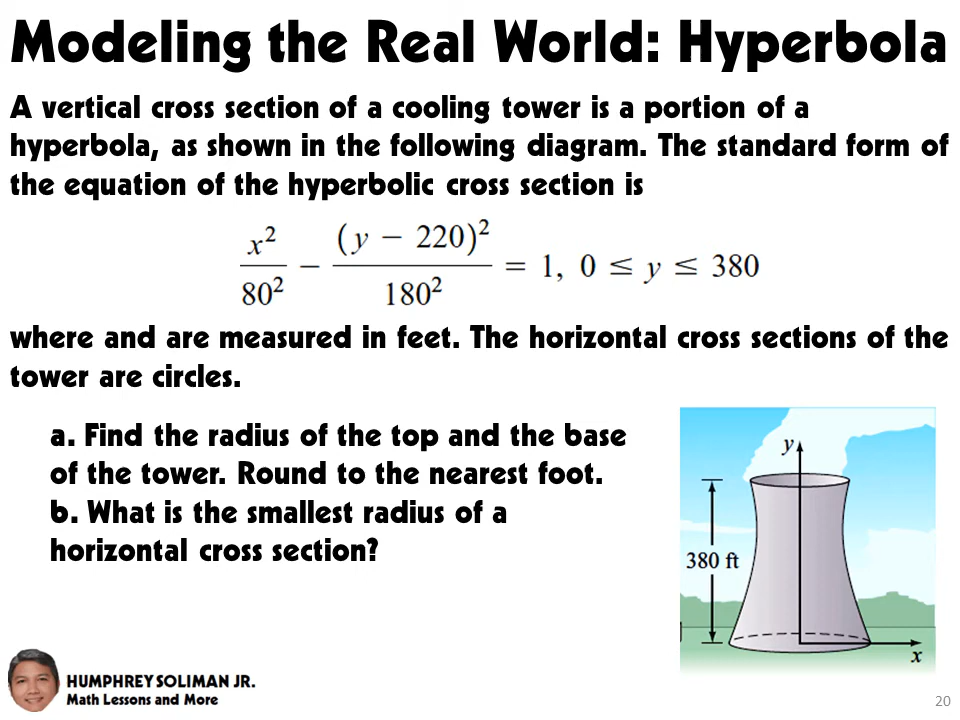 Modeling the Real World: Hyperbola
A vertical cross section of a cooling tower is a portion of a
hyperbola, as shown in the following diagram. The standard form of
the equation of the hyperbolic cross section is
x²/80² − (y − 220)²/180² = 1, 0 ≤ y ≤ 380
where and are measured in feet. The horizontal cross sections of the
tower are circles.
a. Find the radius of the top and the base
of the tower. Round to the nearest foot.
b. What is the smallest radius of a
horizontal cross section?
y
380 ft
x
HUMPHREY SOLIMAN JR.
Math Lessons and More
20